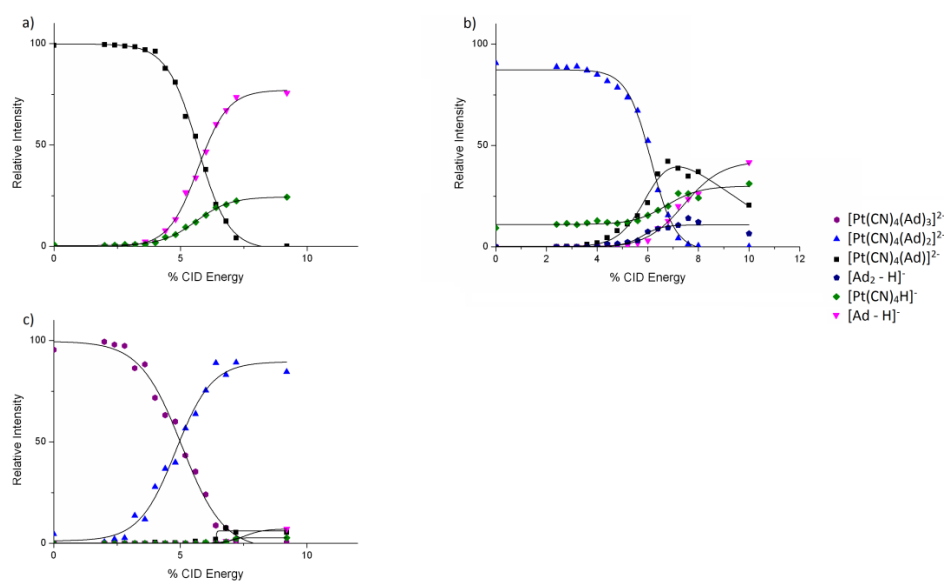 a)
100
50
0
0
5
10
Relative Intensity
% CID Energy
b)
100
50
0
0
2
4
6
8
10
12
Relative Intensity
% CID Energy
[Pt(CN)₄(Ad)₃]²⁻
[Pt(CN)₄(Ad)₂]²⁻
[Pt(CN)₄(Ad)]²⁻
[Ad₂ - H]⁻
[Pt(CN)₄H]⁻
[Ad - H]⁻
c)
100
50
0
0
5
10
Relative Intensity
% CID Energy